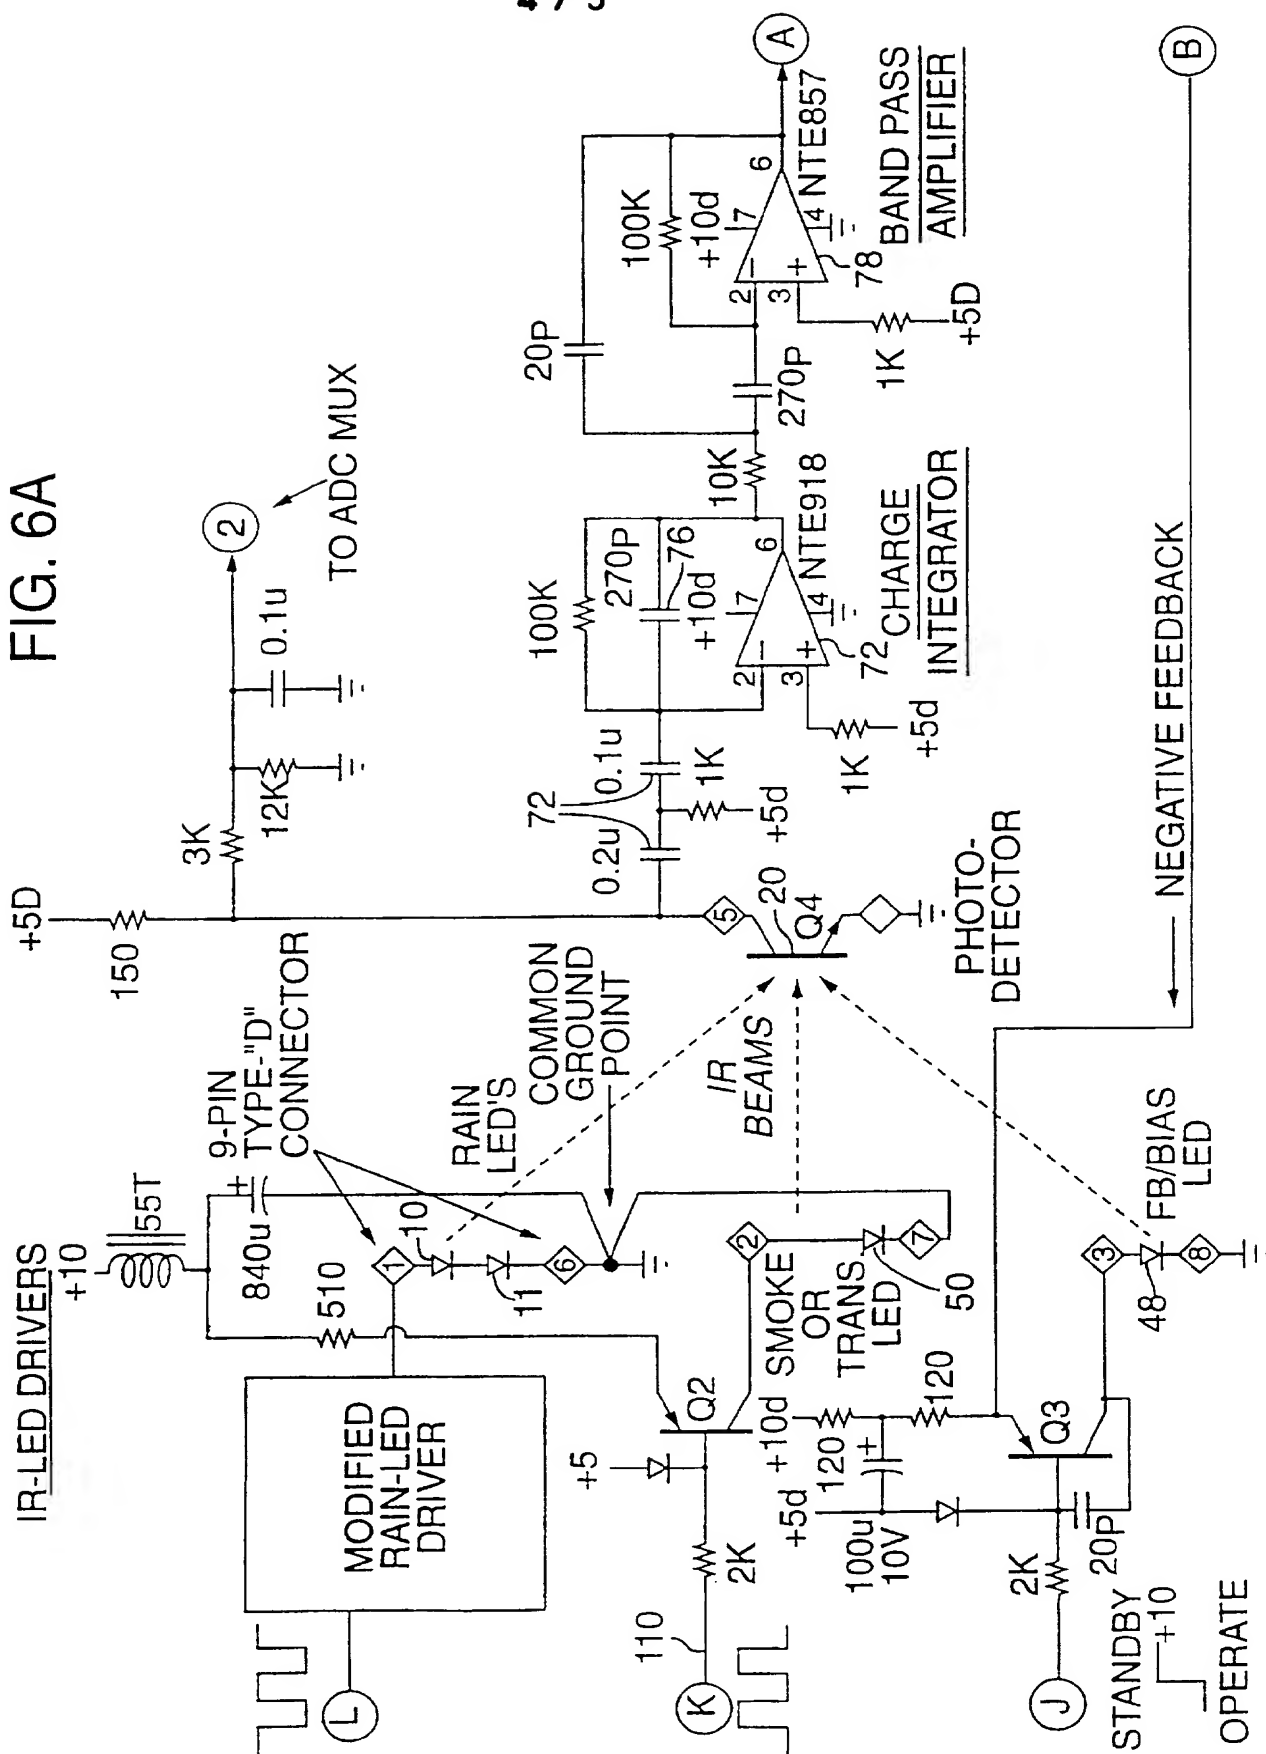 4/5
FIG. 6A
IR-LED DRIVERS
+10
55T
840u
+
510
9-PIN
TYPE-"D"
CONNECTOR
+5D
150
3K
12K
0.1u
2
TO ADC MUX
MODIFIED
RAIN-LED
DRIVER
L
1
10
11
6
RAIN
LED'S
COMMON
GROUND
POINT
72
0.2u
0.1u
1K
+5d
100K
270P
76
+10d
7
2
3
6
4
NTE918
72
1K
+5d
CHARGE
INTEGRATOR
10K
20P
270P
100K
+10d
7
2
3
6
4
NTE857
78
1K
+5D
BAND PASS
AMPLIFIER
A
K
110
2K
+5
Q2
2
SMOKE
OR
TRANS
LED
7
50
IR
BEAMS
5
20
Q4
PHOTO-
DETECTOR
+10d
120
120
+
+5d
100u
10V
Q3
2K
20P
J
STANDBY
+10
OPERATE
3
8
48
FB/BIAS
LED
NEGATIVE FEEDBACK
B